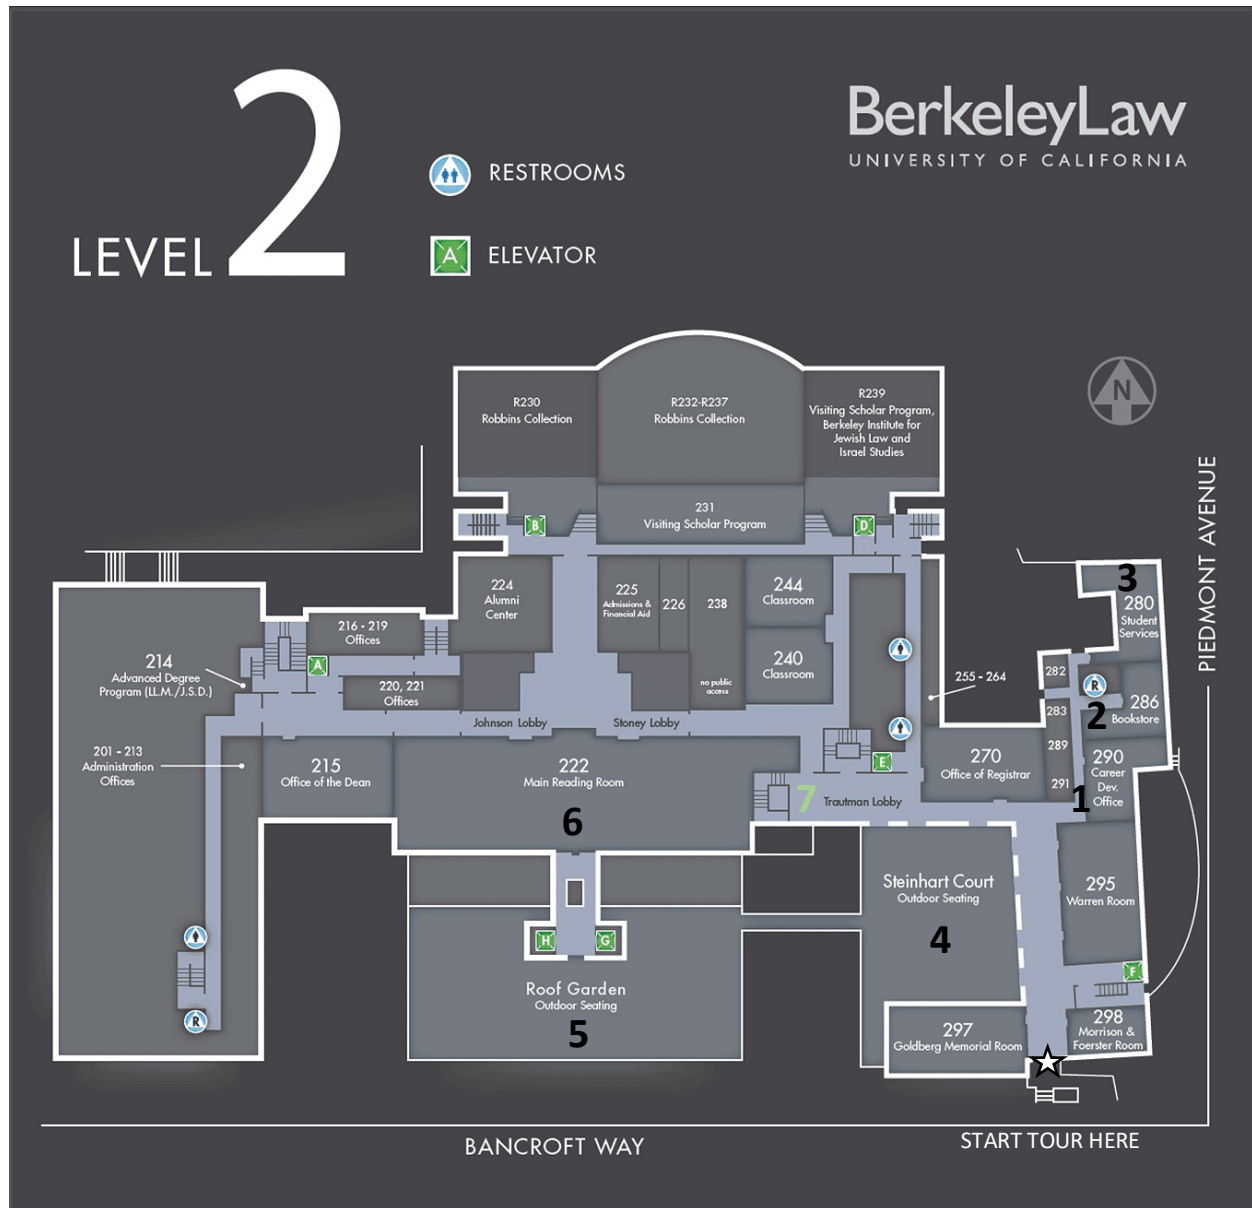 LEVEL 2
RESTROOMS
A
ELEVATOR
BerkeleyLaw
UNIVERSITY OF CALIFORNIA
N
PIEDMONT AVENUE
R230
Robbins Collection
R232-R237
Robbins Collection
R239
Visiting Scholar Program,
Berkeley Institute for
Jewish Law and
Israel Studies
231
Visiting Scholar Program
B
D
224
Alumni
Center
225
Admissions &
Financial Aid
226
238
no public
access
244
Classroom
240
Classroom
3
280
Student
Services
216 - 219
Offices
A
220, 221
Offices
214
Advanced Degree
Program (LL.M./J.S.D.)
255 - 264
282
R
283
2
286
Bookstore
Johnson Lobby
Stoney Lobby
201 - 213
Administration
Offices
215
Office of the Dean
222
Main Reading Room
6
E
7
Trautman Lobby
270
Office of Registrar
289
291
1
290
Career
Dev.
Office
Steinhart Court
Outdoor Seating
4
295
Warren Room
H
G
F
Roof Garden
Outdoor Seating
5
R
297
Goldberg Memorial Room
298
Morrison &
Foerster Room
BANCROFT WAY
START TOUR HERE